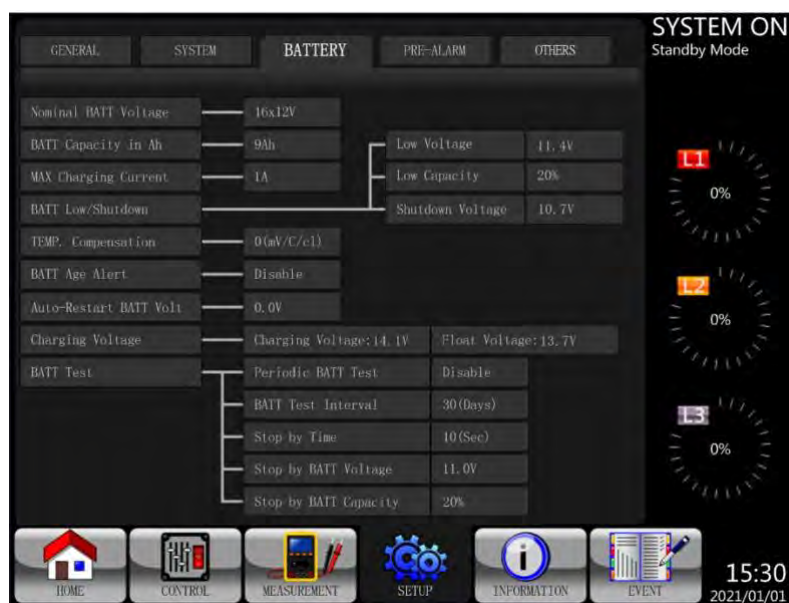 SYSTEM ON
Standby Mode
GENERAL SYSTEM BATTERY PRE-ALARM OTHERS
Nominal BATT Voltage 16x12V
BATT Capacity in Ah 9Ah Low Voltage 11.4V
MAX Charging Current 1A Low Capacity 20%
BATT Low/Shutdown Shutdown Voltage 10.7V
TEMP. Compensation 0(mV/C/cl)
BATT Age Alert Disable
Auto-Restart BATT Volt 0.0V
Charging Voltage Charging Voltage:14.1V Float Voltage:13.7V
BATT Test Periodic BATT Test Disable
BATT Test Interval 30(Days)
Stop by Time 10(Sec)
Stop by BATT Voltage 11.0V
Stop by BATT Capacity 20%
L1
0%
L2
0%
L3
0%
HOME CONTROL MEASUREMENT SETUP INFORMATION EVENT
15:30
2021/01/01